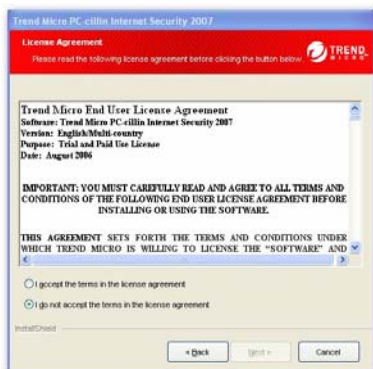 Trend Micro PC-cillin Internet Security 2007
License Agreement
Please read the following license agreement before clicking the button below.
TREND
MICRO
Trend Micro End User License Agreement
Software: Trend Micro PC-cillin Internet Security 2007
Version: English/Multi-country
Purpose: Trial and Paid Use License
Date: August 2006
IMPORTANT: YOU MUST CAREFULLY READ AND AGREE TO ALL TERMS AND
CONDITIONS OF THE FOLLOWING END USER LICENSE AGREEMENT BEFORE
INSTALLING OR USING THE SOFTWARE.
THIS AGREEMENT SETS FORTH THE TERMS AND CONDITIONS UNDER
WHICH TREND MICRO IS WILLING TO LICENSE THE "SOFTWARE" AND
I accept the terms in the license agreement
I do not accept the terms in the license agreement
InstallShield
< Back
Next >
Cancel